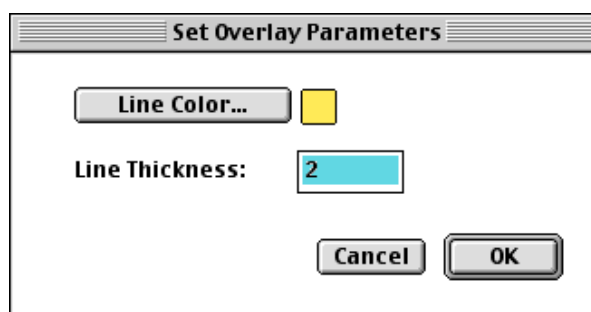 Set Overlay Parameters
Line Color...
Line Thickness: 2
Cancel OK